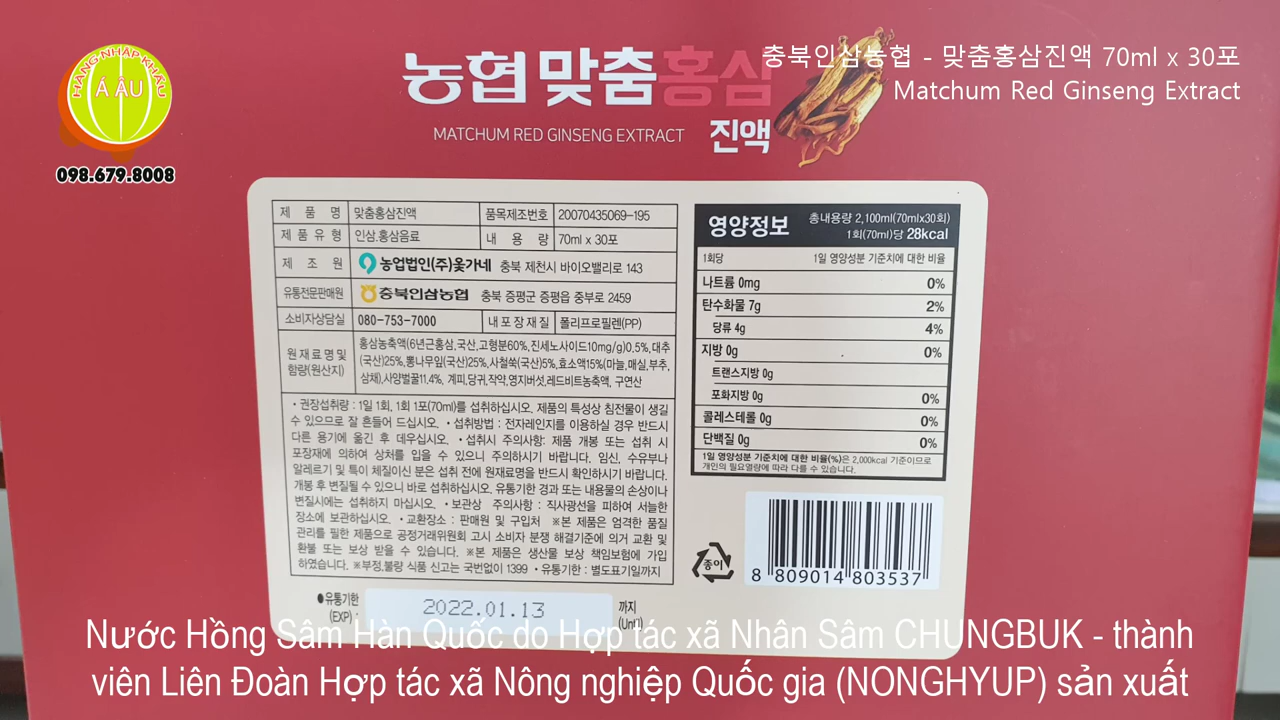 HÀNG NHẬP KHẨU
Á ÂU
098.679.8008
충북인삼농협 - 맞춤홍삼진액 70ml x 30포
Matchum Red Ginseng Extract
농협 맞춤홍삼
MATCHUM RED GINSENG EXTRACT 진액
제 품 명 맞춤홍삼진액 품목제조번호 20070435069-195
제 품 유 형 인삼.홍삼음료 내 용 량 70ml x 30포
제 조 원 농업법인(주)옻가네 충북 제천시 바이오밸리로 143
유통전문판매원 충북인삼농협 충북 증평군 증평읍 중부로 2459
소비자상담실 080-753-7000 내 포 장 재 질 폴리프로필렌(PP)
원 재 료 명 및 함량(원산지)
홍삼농축액(6년근홍삼,국산,고형분60%,진세노사이드10mg/g)0.5%,대추
(국산)25%,뽕나무잎(국산)25%,사철쑥(국산)5%,효소액15%(마늘,매실,부추,
삼채),사양벌꿀11.4%, 계피,당귀,작약,영지버섯,레드비트농축액, 구연산
・권장섭취량 : 1일 1회, 1회 1포(70ml)를 섭취하십시오. 제품의 특성상 침전물이 생길
수 있으므로 잘 흔들어 드십시오. ・섭취방법 : 전자레인지를 이용하실 경우 반드시
다른 용기에 옮긴 후 데우십시오. ・섭취시 주의사항: 제품 개봉 또는 섭취 시
포장재에 의하여 상처를 입을 수 있으니 주의하시기 바랍니다. 임신, 수유부나
알레르기 및 특이 체질이신 분은 섭취 전에 원재료명을 반드시 확인하시기 바랍니다.
개봉 후 변질될 수 있으니 바로 섭취하십시오. 유통기한 경과 또는 내용물의 손상이나
변질시에는 섭취하지 마십시오. ・보관상 주의사항 : 직사광선을 피하여 서늘한
장소에 보관하십시오. ・교환장소 : 판매원 및 구입처 ※본 제품은 엄격한 품질
관리를 필한 제품으로 공정거래위원회 고시 소비자 분쟁 해결기준에 의거 교환 및
환불 또는 보상 받을 수 있습니다. ※본 제품은 생산물 보상 책임보험에 가입
하였습니다. ※부정,불량 식품 신고는 국번없이 1399 ・유통기한 : 별도표기일까지
●유통기한 (EXP) : 2022.01.13 까지 (Until)
영양정보 총내용량 2,100ml(70mlx30회)
1회(70ml)당 28kcal
1회당 1일 영양성분 기준치에 대한 비율
나트륨 0mg 0%
탄수화물 7g 2%
당류 4g 4%
지방 0g 0%
트랜스지방 0g
포화지방 0g 0%
콜레스테롤 0g 0%
단백질 0g 0%
1일 영양성분 기준치에 대한 비율(%)은 2,000kcal 기준이므로
개인의 필요열량에 따라 다를 수 있습니다.
종이
8 809014 803537
Nước Hồng Sâm Hàn Quốc do Hợp tác xã Nhân Sâm CHUNGBUK - thành
viên Liên Đoàn Hợp tác xã Nông nghiệp Quốc gia (NONGHYUP) sản xuất